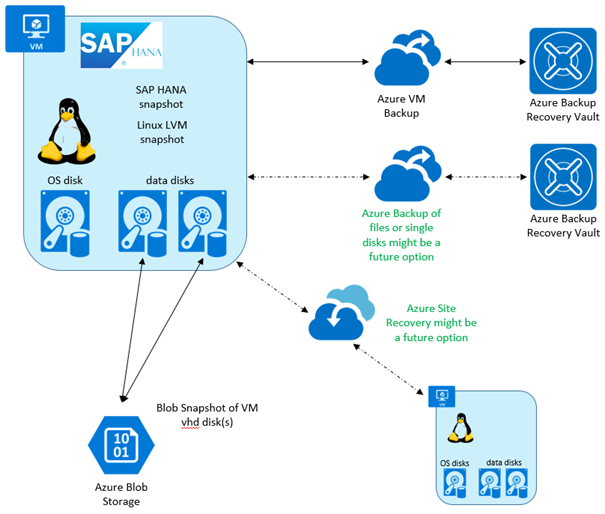 VM
SAP HANA
®
SAP HANA
snapshot
Linux LVM
snapshot
OS disk
data disks
Azure VM
Backup
Azure Backup
Recovery Vault
Azure Backup of
files or single
disks might be a
future option
Azure Backup
Recovery Vault
Azure Site
Recovery might be
a future option
Blob Snapshot of VM
vhd disk(s)
10
01
Azure Blob
Storage
VM
OS disks
data disks